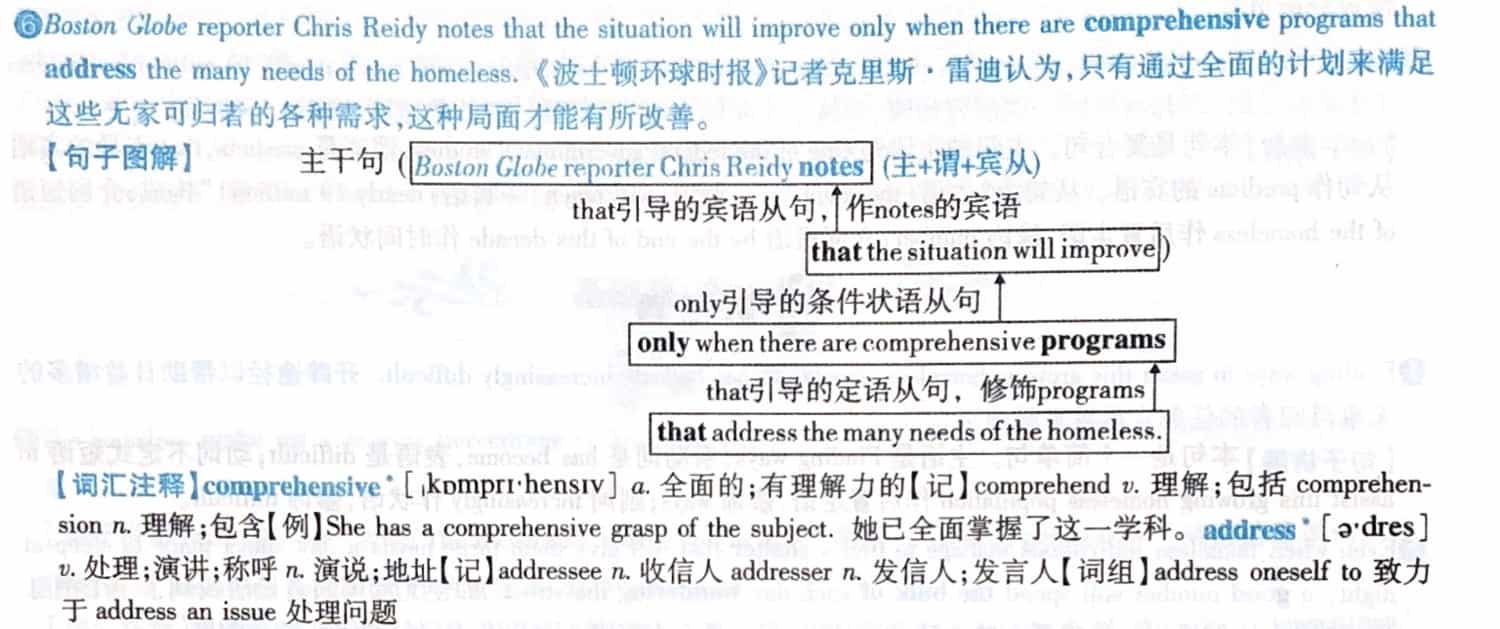 ⑥Boston Globe reporter Chris Reidy notes that the situation will improve only when there are comprehensive programs that
address the many needs of the homeless.《波士顿环球时报》记者克里斯·雷迪认为,只有通过全面的计划来满足
这些无家可归者的各种需求,这种局面才能有所改善。
【句子图解】 主干句 (Boston Globe reporter Chris Reidy notes (主+谓+宾从)
that引导的宾语从句, 作notes的宾语
that the situation will improve)
only引导的条件状语从句
only when there are comprehensive programs
that引导的定语从句, 修饰programs
that address the many needs of the homeless.
【词汇注释】comprehensive* [ˌkɒmprɪˈhensɪv] a. 全面的;有理解力的【记】comprehend v. 理解;包括 comprehen-
sion n. 理解;包含【例】She has a comprehensive grasp of the subject. 她已全面掌握了这一学科。address* [əˈdres]
v. 处理;演讲;称呼 n. 演说;地址【记】addressee n. 收信人 addresser n. 发信人;发言人【词组】address oneself to 致力
于 address an issue 处理问题